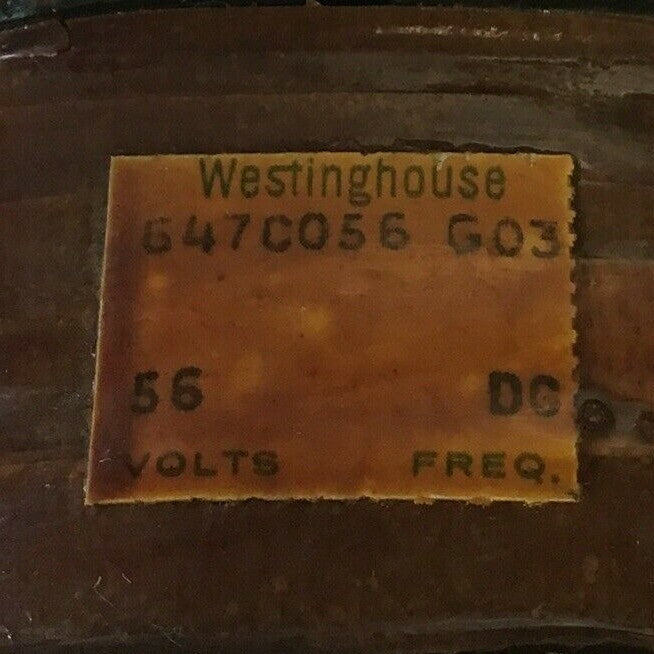 Westinghouse
647C056 G03
56 DC
VOLTS FREQ.